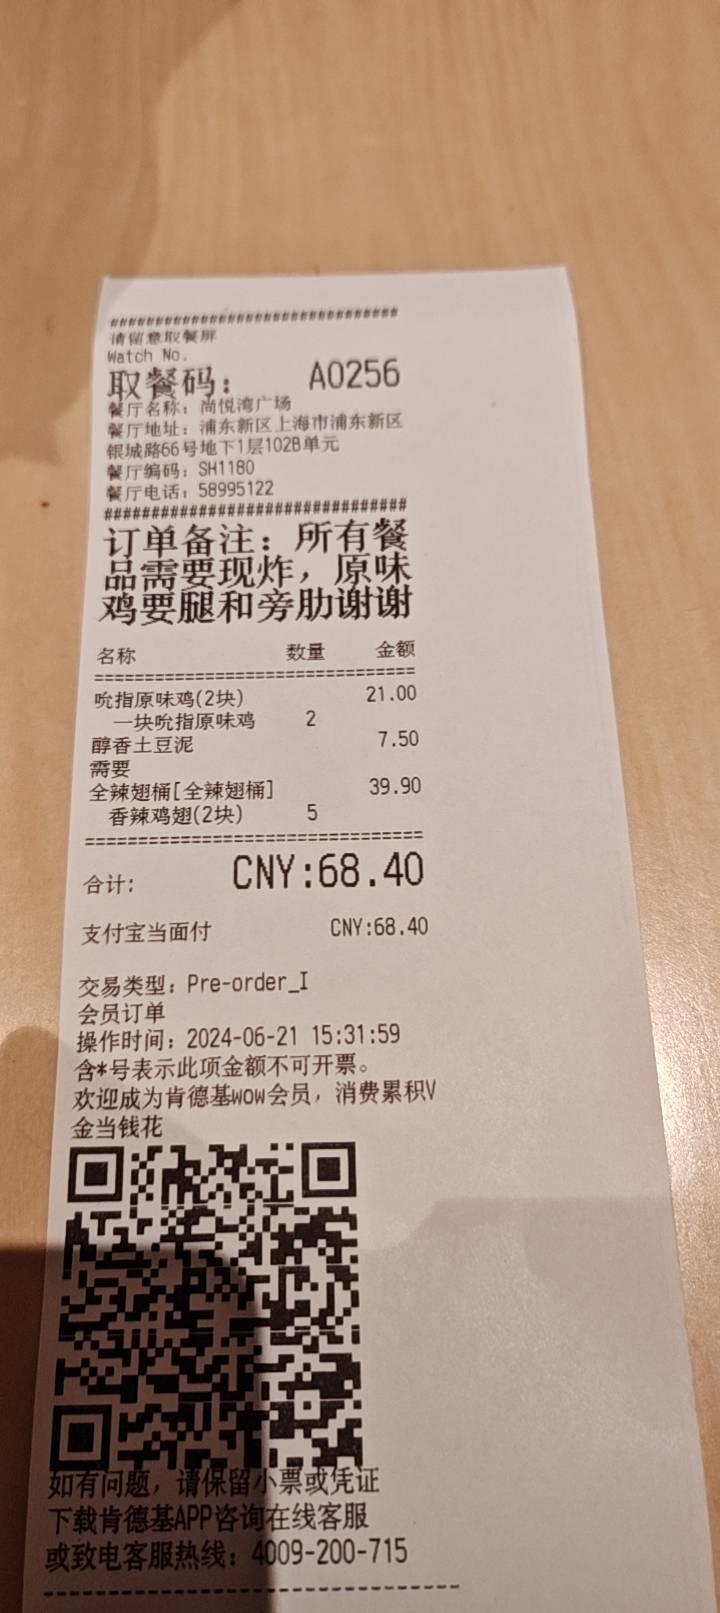 ################################
请留意取餐屏
Watch No.
取餐码： A0256
餐厅名称：尚悦湾广场
餐厅地址：浦东新区上海市浦东新区
银城路66号地下1层102B单元
餐厅编码：SH1180
餐厅电话：58995122
################################
订单备注：所有餐
品需要现炸，原味
鸡要腿和旁肋谢谢
名称 数量 金额
================================
吮指原味鸡(2块) 21.00
一块吮指原味鸡 2
醇香土豆泥 7.50
需要
全辣翅桶[全辣翅桶] 39.90
香辣鸡翅(2块) 5
================================
合计: CNY:68.40
支付宝当面付 CNY:68.40
交易类型：Pre-order_I
会员订单
操作时间：2024-06-21 15:31:59
含*号表示此项金额不可开票。
欢迎成为肯德基wow会员，消费累积V
金当钱花
如有问题，请保留小票或凭证
下载肯德基APP咨询在线客服
或致电客服热线：4009-200-715
--------------------------------